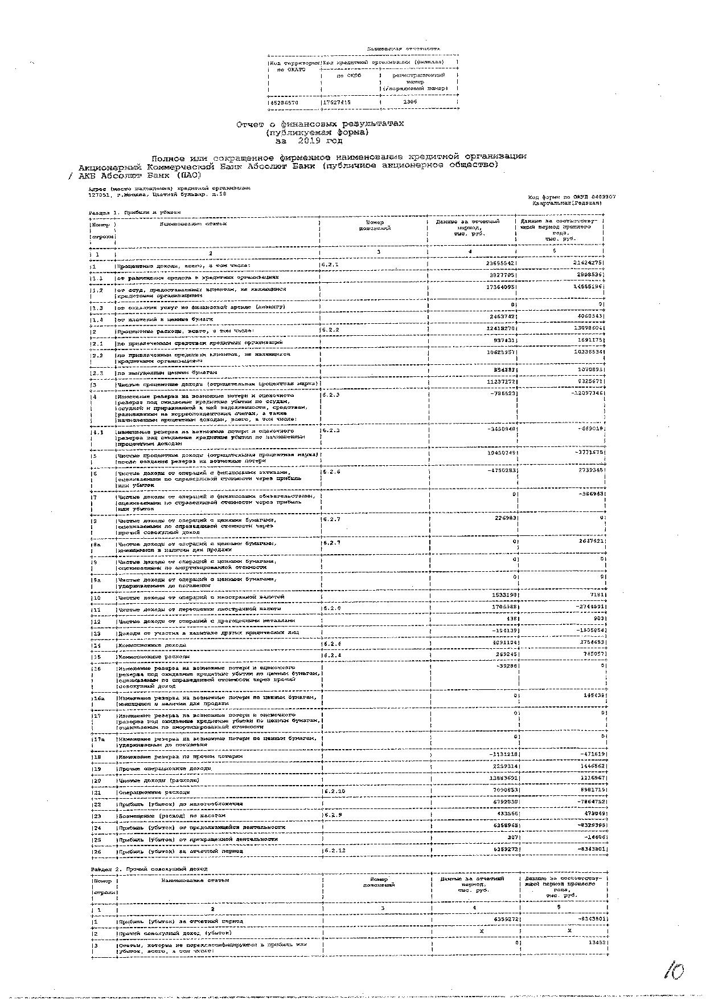 Банковская отчетность
Код территории Код кредитной организации (филиала)
по ОКАТО
по ОКПО регистрационный
номер
(/порядковый номер)
45286570 17527415 2306
Отчет о финансовых результатах
(публикуемая форма)
за 2019 год
Полное или сокращенное фирменное наименование кредитной организации
Акционерный Коммерческий Банк Абсолют Банк (публичное акционерное общество)
/ АКБ Абсолют Банк (ПАО)
Адрес (место нахождения) кредитной организации
127051, г.Москва, Цветной бульвар, д.18
Код формы по ОКУД 0409807
Квартальная(Годовая)
Раздел 1. Прибыли и убытки
Номер Наименование статьи Номер Данные за отчетный Данные за соответству-
пояснений период, ющий период прошлого
строки тыс. руб. года,
тыс. руб.
1 2 3 4 5
1 Процентные доходы, всего, в том числе: 6.2.1 23655542 21424275
1.1 от размещения средств в кредитных организациях 3827705 2808536
1.2 от ссуд, предоставленных клиентам, не являющимся 17364095 14555196
кредитными организациями
1.3 от оказания услуг по финансовой аренде (лизингу) 0 0
1.4 от вложений в ценные бумаги 2463742 4060543
2 Процентные расходы, всего, в том числе: 6.2.2 12418270 13098604
2.1 по привлеченным средствам кредитных организаций 937431 1691175
2.2 по привлеченным средствам клиентов, не являющихся 10625957 10336534
кредитными организациями
2.3 по выпущенным ценным бумагам 854882 1070895
3 Чистые процентные доходы (отрицательная процентная маржа) 11237272 8325671
4 Изменение резерва на возможные потери и оценочного 6.2.3 -786523 -12097346
резерва под ожидаемые кредитные убытки по ссудам,
ссудной и приравненной к ней задолженности, средствам,
размещенным на корреспондентских счетах, а также
начисленным процентным доходам, всего, в том числе:
4.1 изменение резерва на возможные потери и оценочного 6.2.3 -3450948 -669019
резерва под ожидаемые кредитные убытки по начисленным
процентным доходам
5 Чистые процентные доходы (отрицательная процентная маржа) 10450749 -3771675
после создания резерва на возможные потери
6 Чистые доходы от операций с финансовыми активами, 6.2.6 -4750283 2739345
оцениваемыми по справедливой стоимости через прибыль
или убыток
7 Чистые доходы от операций с финансовыми обязательствами, 0 -386943
оцениваемыми по справедливой стоимости через прибыль
или убыток
8 Чистые доходы от операций с ценными бумагами, 6.2.7 226983 0
оцениваемыми по справедливой стоимости через
прочий совокупный доход
8а Чистые доходы от операций с ценными бумагами, 6.2.7 0 2647621
имеющимися в наличии для продажи
9 Чистые доходы от операций с ценными бумагами, 0 0
оцениваемыми по амортизированной стоимости
9а Чистые доходы от операций с ценными бумагами, 0 0
удерживаемыми до погашения
10 Чистые доходы от операций с иностранной валютой 1533190 7181
11 Чистые доходы от переоценки иностранной валюты 6.2.8 1705388 -2744591
12 Чистые доходы от операций с драгоценными металлами 438 903
13 Доходы от участия в капитале других юридических лиц -196139 -1505854
14 Комиссионные доходы 6.2.4 4091194 3754653
15 Комиссионные расходы 6.2.4 269245 745057
16 Изменение резерва на возможные потери и оценочного -39288 0
резерва под ожидаемые кредитные убытки по ценным бумагам,
оцениваемым по справедливой стоимости через прочий
совокупный доход
16а Изменение резерва на возможные потери по ценным бумагам, 0 145438
имеющимся в наличии для продажи
17 Изменение резерва на возможные потери и оценочного 0 0
резерва под ожидаемые кредитные убытки по ценным бумагам,
оцениваемым по амортизированной стоимости
17а Изменение резерва на возможные потери по ценным бумагам, 0 0
удерживаемым до погашения
18 Изменение резерва по прочим потерям -1131218 -471619
19 Прочие операционные доходы 2259314 1446562
20 Чистые доходы (расходы) 13883691 1116967
21 Операционные расходы 6.2.10 7090853 8981719
22 Прибыль (убыток) до налогообложения 6792838 -7864752
23 Возмещение (расход) по налогам 6.2.9 433566 475049
24 Прибыль (убыток) от продолжающейся деятельности 6358965 -8329395
25 Прибыль (убыток) от прекращенной деятельности 307 -14406
26 Прибыль (убыток) за отчетный период 6.2.12 6359272 -8343801
Раздел 2. Прочий совокупный доход
Номер Наименование статьи Номер Данные за отчетный Данные за соответству-
пояснений период, ющий период прошлого
строки тыс. руб. года,
тыс. руб.
1 2 3 4 5
1 Прибыль (убыток) за отчетный период 6359272 -8343801
2 Прочий совокупный доход (убыток) X X
3 Статьи, которые не переклассифицируются в прибыль или 0 13452
убыток, всего, в том числе:
10